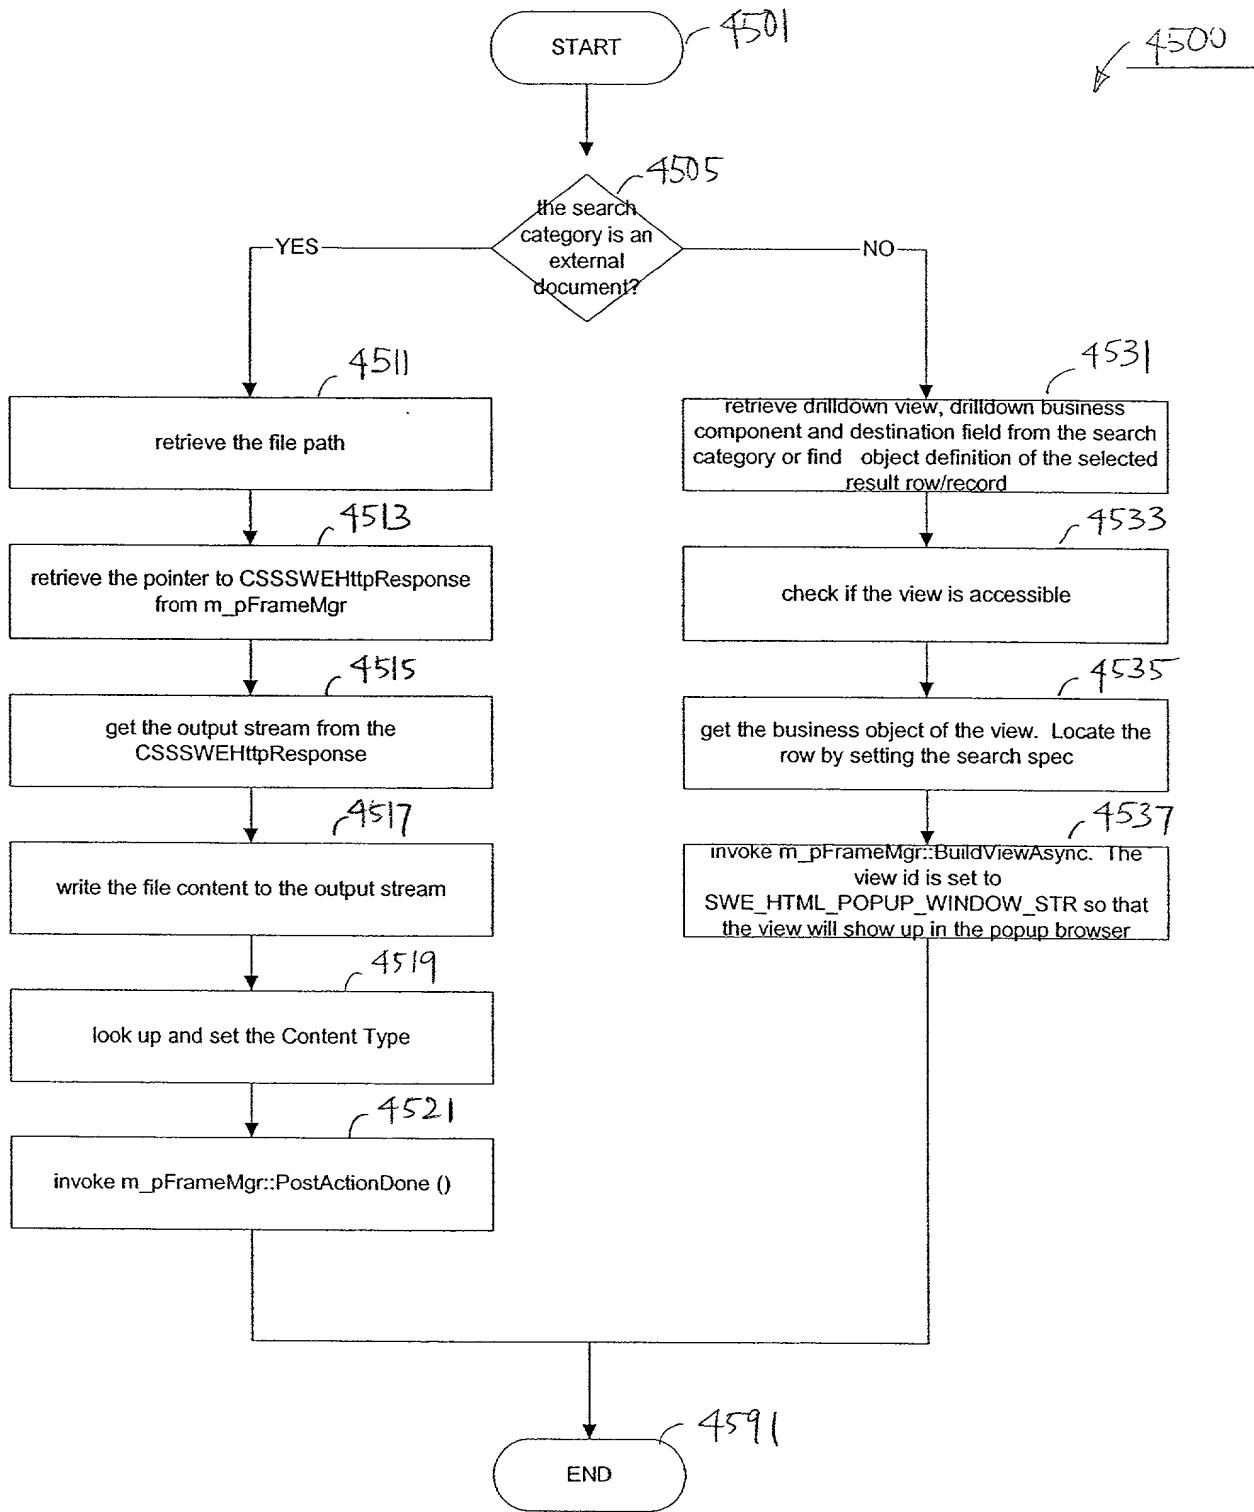 START
4501
4500
4505
the search
category is an
external
document?
YES
NO
4511
retrieve the file path
4513
retrieve the pointer to CSSSWEHttpResponse
from m_pFrameMgr
4515
get the output stream from the
CSSSWEHttpResponse
4517
write the file content to the output stream
4519
look up and set the Content Type
4521
invoke m_pFrameMgr::PostActionDone ()
4531
retrieve drilldown view, drilldown business
component and destination field from the search
category or find object definition of the selected
result row/record
4533
check if the view is accessible
4535
get the business object of the view. Locate the
row by setting the search spec
4537
invoke m_pFrameMgr::BuildViewAsync. The
view id is set to
SWE_HTML_POPUP_WINDOW_STR so that
the view will show up in the popup browser
4591
END